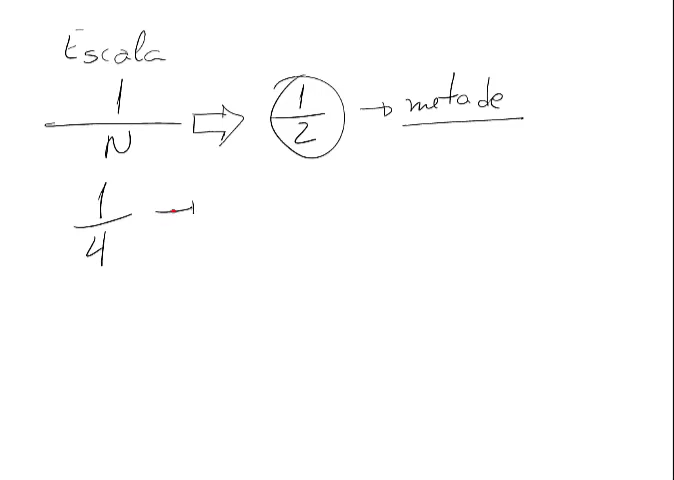 Escala
1/N ⇒ 1/2 → metade
1/4 →